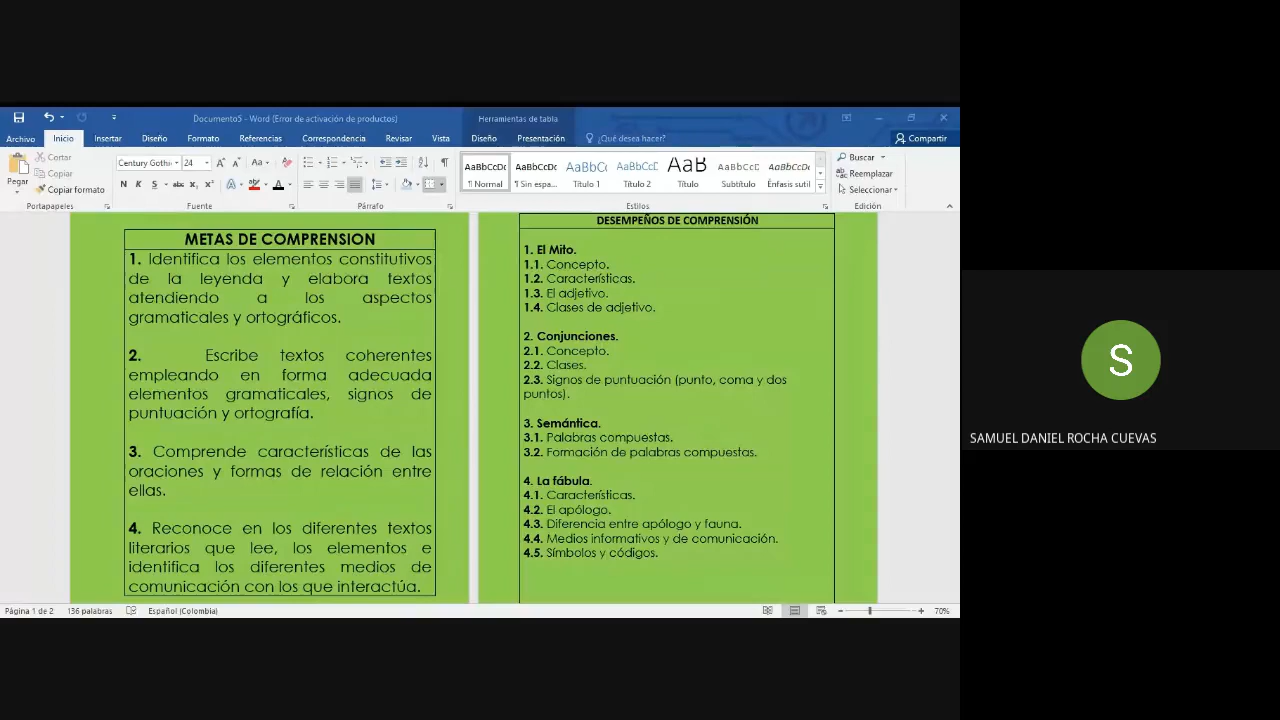 Documento5 - Word (Error de activación de productos)
Herramientas de tabla
Archivo Inicio Insertar Diseño Formato Referencias Correspondencia Revisar Vista Diseño Presentación ¿Qué desea hacer? Compartir
Pegar
Cortar
Copiar
Copiar formato
Century Gothi 24
N K S abc x₂ x²
AaBbCcDc AaBbCcDc AaBbCc AaBbCcD AaB AaBbCcD AaBbCcDc
¶ Normal ¶ Sin espa... Título 1 Título 2 Título Subtítulo Énfasis sutil
Buscar
Reemplazar
Seleccionar
Portapapeles Fuente Párrafo Estilos Edición
METAS DE COMPRENSION
1. Identifica los elementos constitutivos
de la leyenda y elabora textos
atendiendo a los aspectos
gramaticales y ortográficos.
2. Escribe textos coherentes
empleando en forma adecuada
elementos gramaticales, signos de
puntuación y ortografía.
3. Comprende características de las
oraciones y formas de relación entre
ellas.
4. Reconoce en los diferentes textos
literarios que lee, los elementos e
identifica los diferentes medios de
comunicación con los que interactúa.
DESEMPEÑOS DE COMPRENSIÓN
1. El Mito.
1.1. Concepto.
1.2. Características.
1.3. El adjetivo.
1.4. Clases de adjetivo.
2. Conjunciones.
2.1. Concepto.
2.2. Clases.
2.3. Signos de puntuación (punto, coma y dos
puntos).
3. Semántica.
3.1. Palabras compuestas.
3.2. Formación de palabras compuestas.
4. La fábula.
4.1. Características.
4.2. El apólogo.
4.3. Diferencia entre apólogo y fauna.
4.4. Medios informativos y de comunicación.
4.5. Símbolos y códigos.
Página 1 de 2 136 palabras Español (Colombia) 70%
S
SAMUEL DANIEL ROCHA CUEVAS